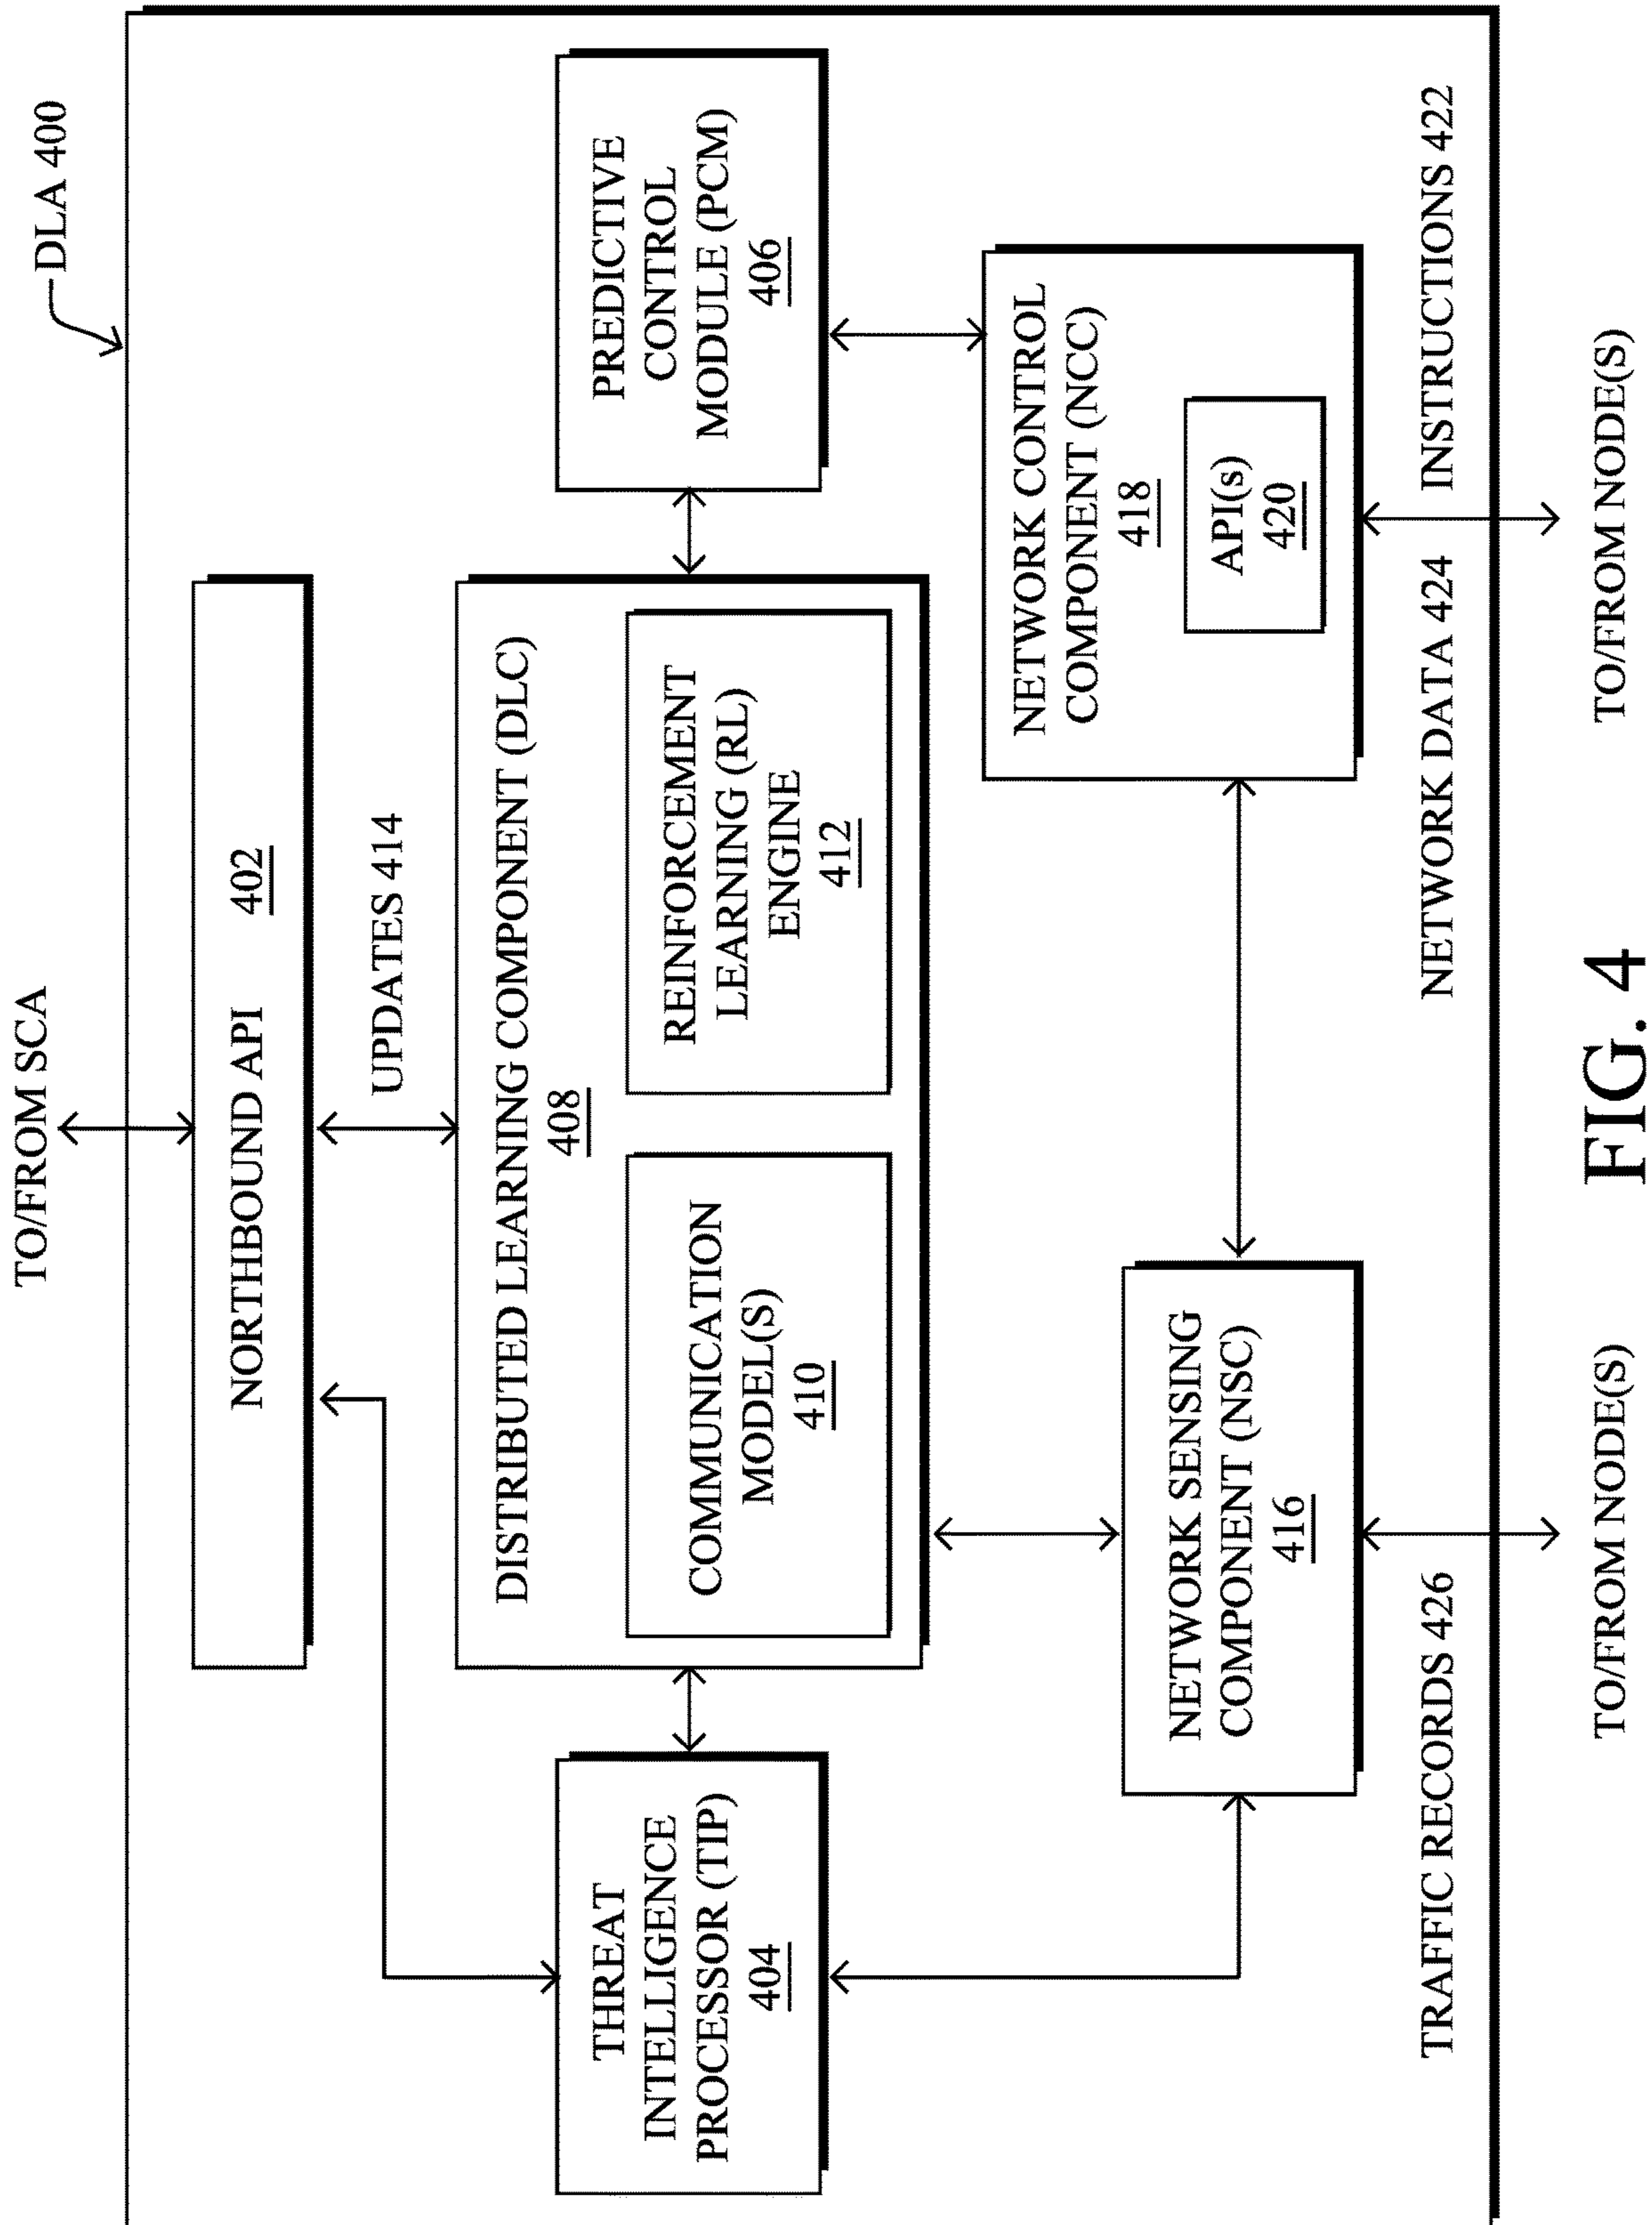 DLA 400
TO/FROM SCA
NORTHBOUND API 402
UPDATES 414
THREAT
INTELLIGENCE
PROCESSOR (TIP)
404
DISTRIBUTED LEARNING COMPONENT (DLC)
408
COMMUNICATION
MODEL(S)
410
REINFORCEMENT
LEARNING (RL)
ENGINE
412
PREDICTIVE
CONTROL
MODULE (PCM)
406
NETWORK SENSING
COMPONENT (NSC)
416
NETWORK CONTROL
COMPONENT (NCC)
418
API(s)
420
TRAFFIC RECORDS 426
NETWORK DATA 424
INSTRUCTIONS 422
TO/FROM NODE(S)
TO/FROM NODE(S)
FIG. 4